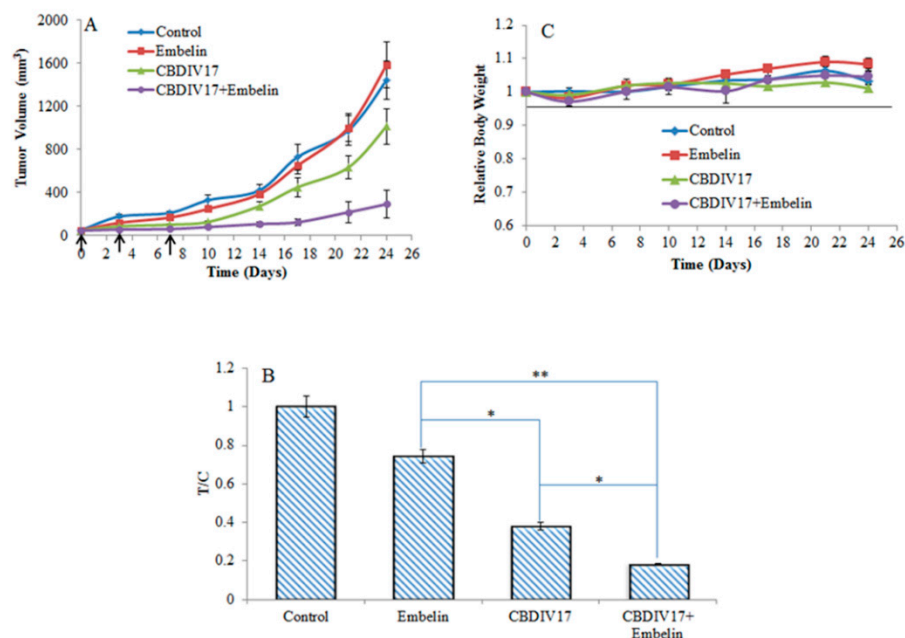 A
Control
Embelin
CBDIV17
CBDIV17+Embelin
Tumor Volume (mm³)
2000
1600
1200
800
400
0
0 2 4 6 8 10 12 14 16 18 20 22 24 26
Time (Days)
C
Relative Body Weight
1.2
1.1
1
0.9
0.8
0.7
0.6
Control
Embelin
CBDIV17
CBDIV17+Embelin
0 2 4 6 8 10 12 14 16 18 20 22 24 26
Time (Days)
B
T/C
1.2
1
0.8
0.6
0.4
0.2
0
**
*
*
Control Embelin CBDIV17 CBDIV17+
Embelin